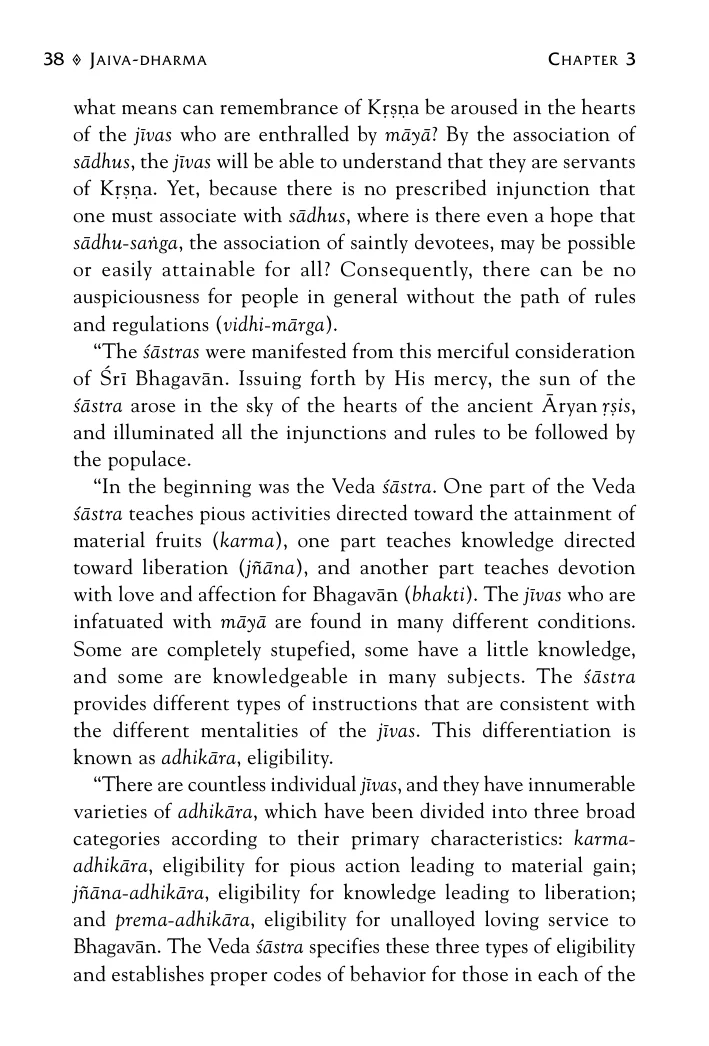 38 ◊ JAIVA-DHARMA CHAPTER 3
what means can remembrance of Kṛṣṇa be aroused in the hearts
of the jīvas who are enthralled by māyā? By the association of
sādhus, the jīvas will be able to understand that they are servants
of Kṛṣṇa. Yet, because there is no prescribed injunction that
one must associate with sādhus, where is there even a hope that
sādhu-saṅga, the association of saintly devotees, may be possible
or easily attainable for all? Consequently, there can be no
auspiciousness for people in general without the path of rules
and regulations (vidhi-mārga).
“The śāstras were manifested from this merciful consideration
of Śrī Bhagavān. Issuing forth by His mercy, the sun of the
śāstra arose in the sky of the hearts of the ancient Āryan ṛṣis,
and illuminated all the injunctions and rules to be followed by
the populace.
“In the beginning was the Veda śāstra. One part of the Veda
śāstra teaches pious activities directed toward the attainment of
material fruits (karma), one part teaches knowledge directed
toward liberation (jñāna), and another part teaches devotion
with love and affection for Bhagavān (bhakti). The jīvas who are
infatuated with māyā are found in many different conditions.
Some are completely stupefied, some have a little knowledge,
and some are knowledgeable in many subjects. The śāstra
provides different types of instructions that are consistent with
the different mentalities of the jīvas. This differentiation is
known as adhikāra, eligibility.
“There are countless individual jīvas, and they have innumerable
varieties of adhikāra, which have been divided into three broad
categories according to their primary characteristics: karma-
adhikāra, eligibility for pious action leading to material gain;
jñāna-adhikāra, eligibility for knowledge leading to liberation;
and prema-adhikāra, eligibility for unalloyed loving service to
Bhagavān. The Veda śāstra specifies these three types of eligibility
and establishes proper codes of behavior for those in each of the